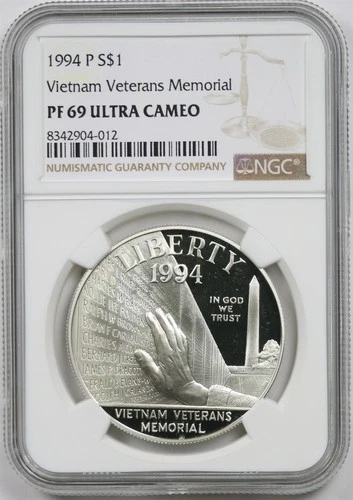 1994 P S$1
Vietnam Veterans Memorial
PF 69 ULTRA CAMEO
8342904-012
NUMISMATIC GUARANTY COMPANY
NGC
LIBERTY
1994
IN GOD
WE
TRUST
VIETNAM VETERANS
MEMORIAL